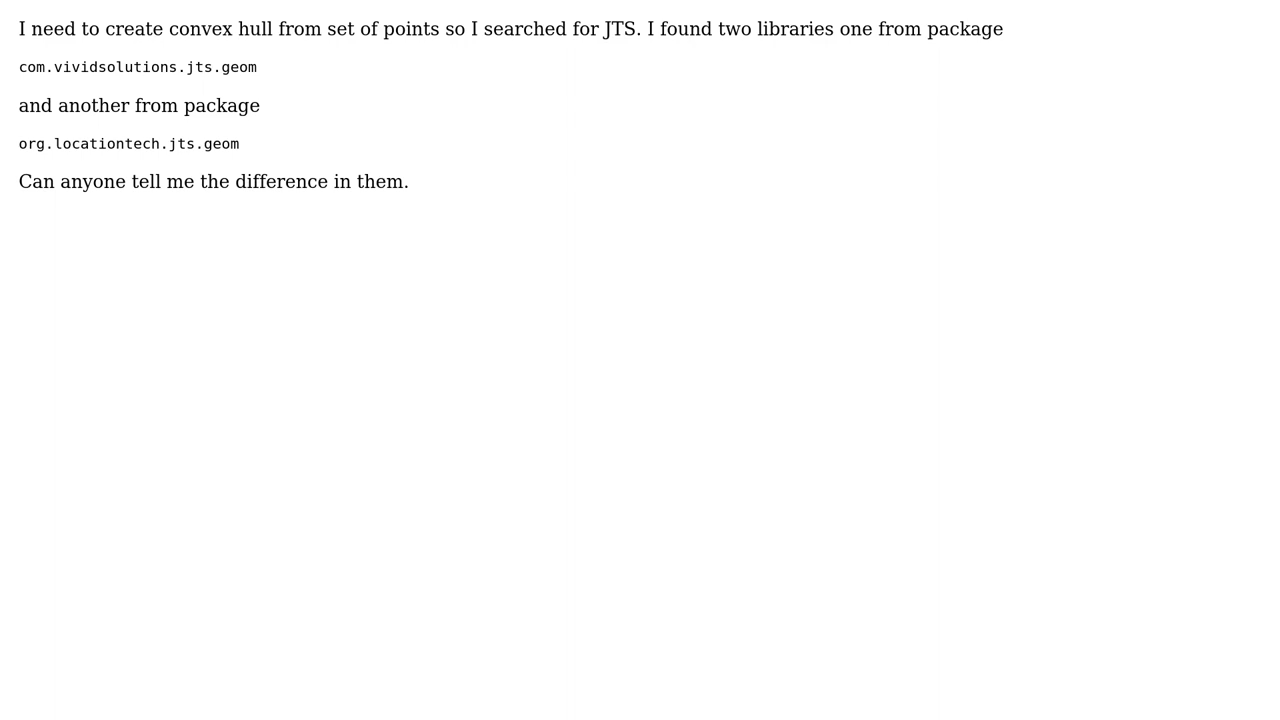 I need to create convex hull from set of points so I searched for JTS. I found two libraries one from package
com.vividsolutions.jts.geom
and another from package
org.locationtech.jts.geom
Can anyone tell me the difference in them.